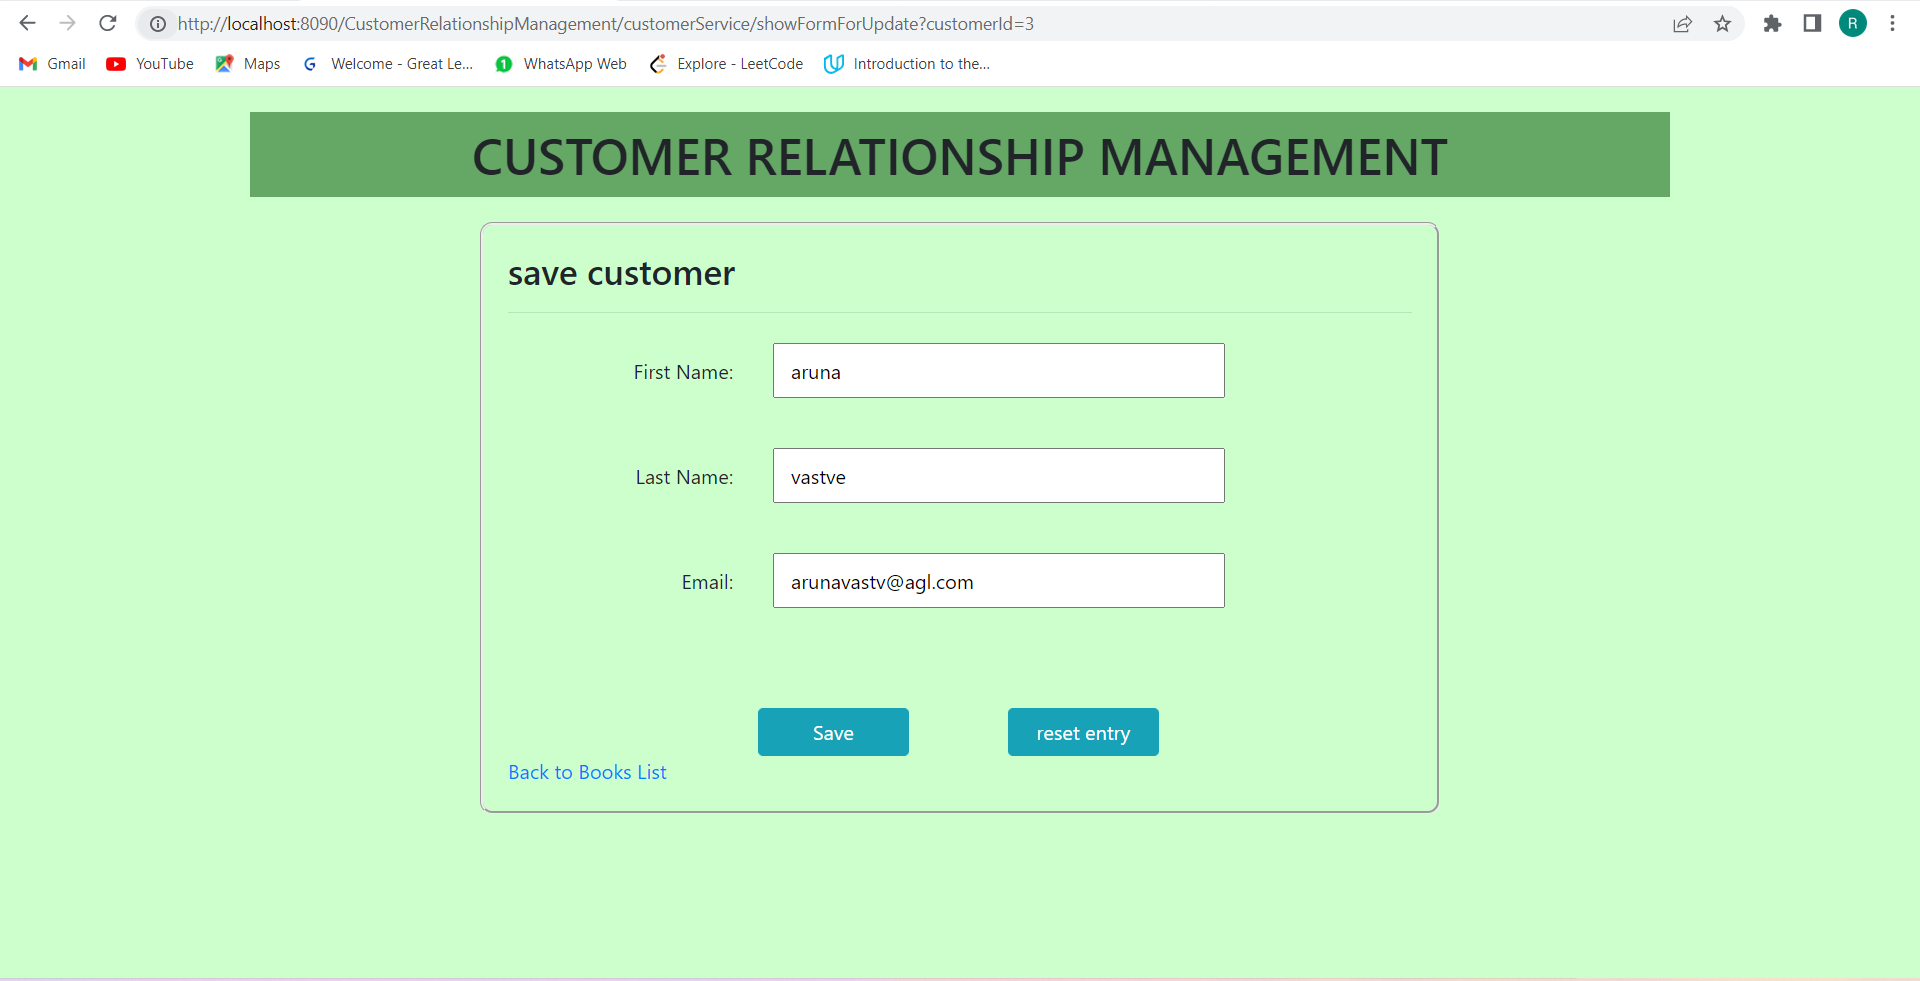 http://localhost:8090/CustomerRelationshipManagement/customerService/showFormForUpdate?customerId=3
R
Gmail YouTube Maps G Welcome - Great Le... 1 WhatsApp Web Explore - LeetCode Introduction to the...
CUSTOMER RELATIONSHIP MANAGEMENT
save customer
First Name: aruna
Last Name: vastve
Email: arunavastv@agl.com
Save reset entry
Back to Books List